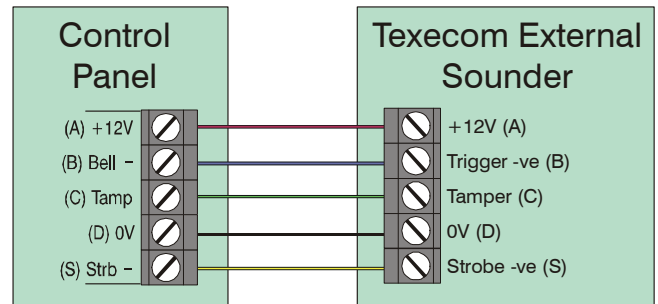 Control
Panel
(A) +12V
(B) Bell -
(C) Tamp
(D) 0V
(S) Strb -
Texecom External
Sounder
+12V (A)
Trigger -ve (B)
Tamper (C)
0V (D)
Strobe -ve (S)